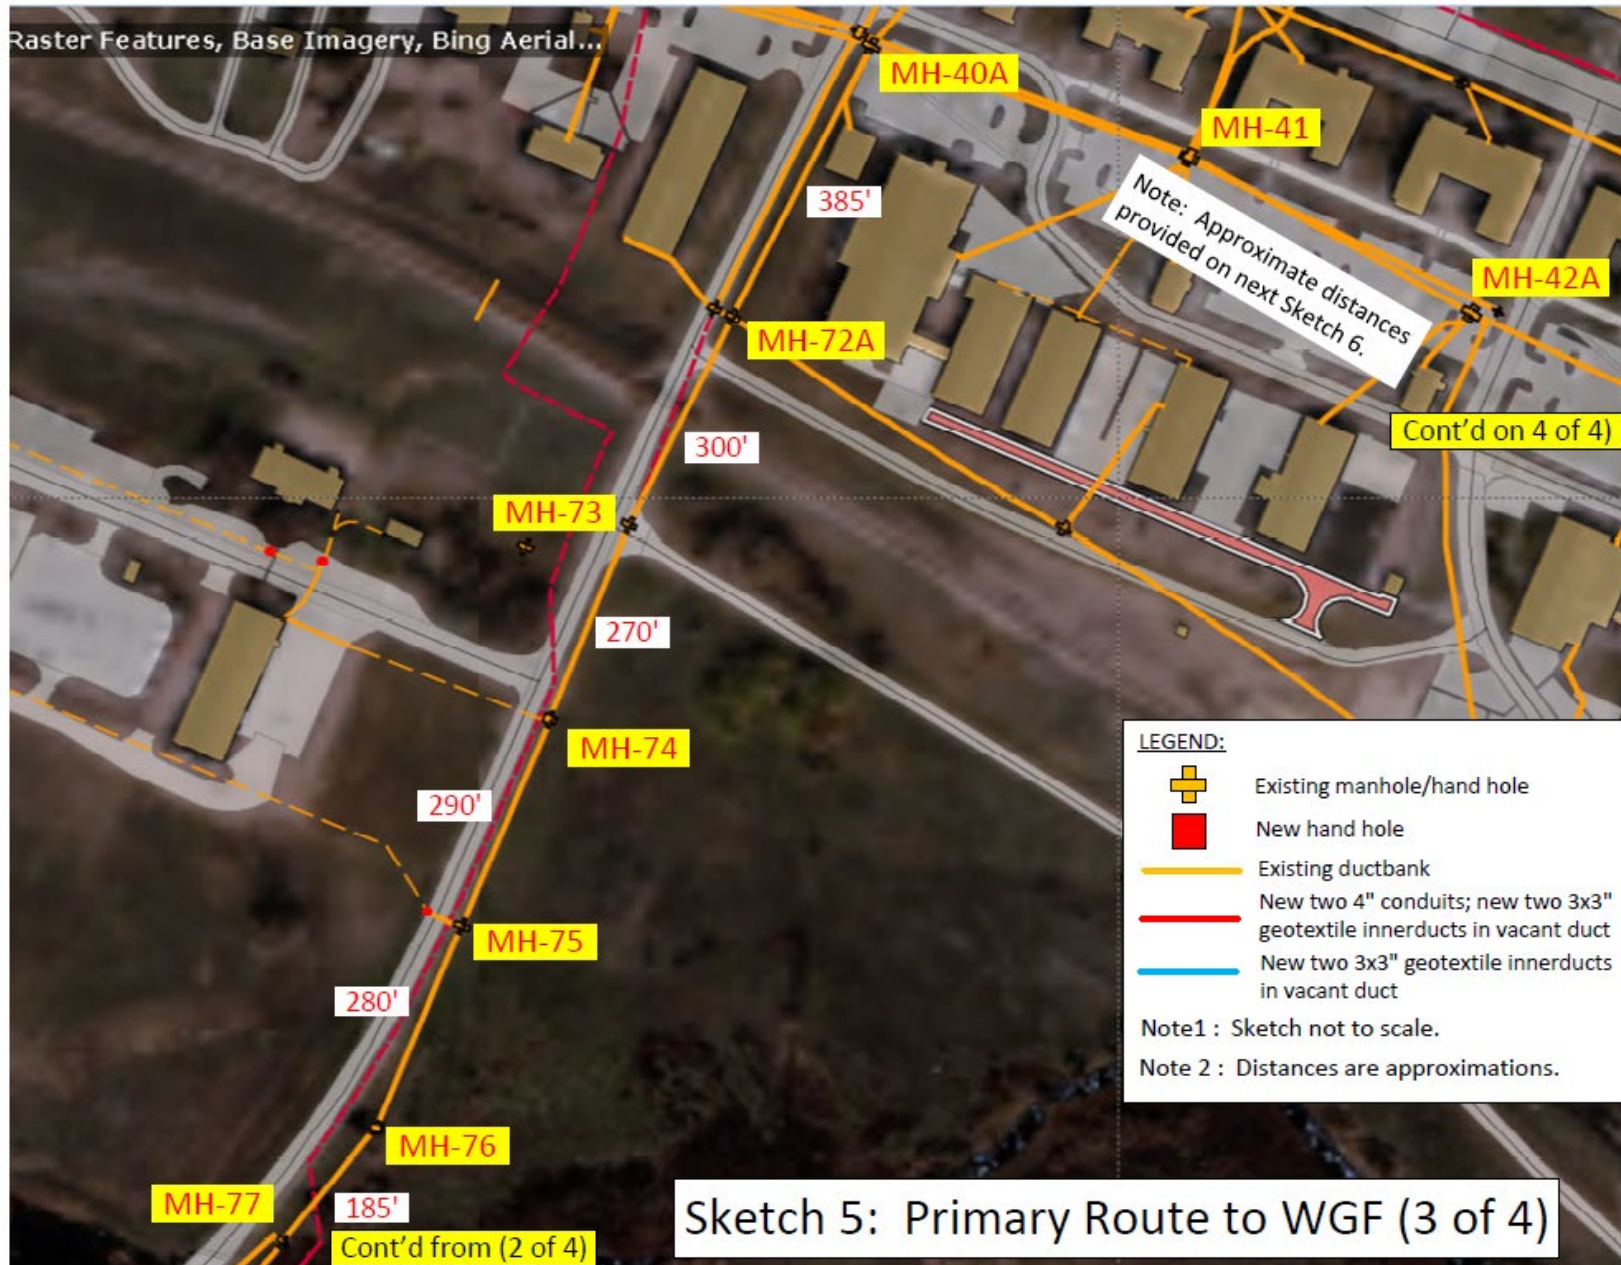 Raster Features, Base Imagery, Bing Aerial...
MH-40A
MH-41
385'
Note: Approximate distances
provided on next Sketch 6.
MH-42A
MH-72A
Cont'd on 4 of 4)
300'
MH-73
270'
MH-74
290'
MH-75
280'
MH-76
MH-77
185'
Cont'd from (2 of 4)
LEGEND:
Existing manhole/hand hole
New hand hole
Existing ductbank
New two 4" conduits; new two 3x3"
geotextile innerducts in vacant duct
New two 3x3" geotextile innerducts
in vacant duct
Note1 : Sketch not to scale.
Note 2 : Distances are approximations.
Sketch 5: Primary Route to WGF (3 of 4)